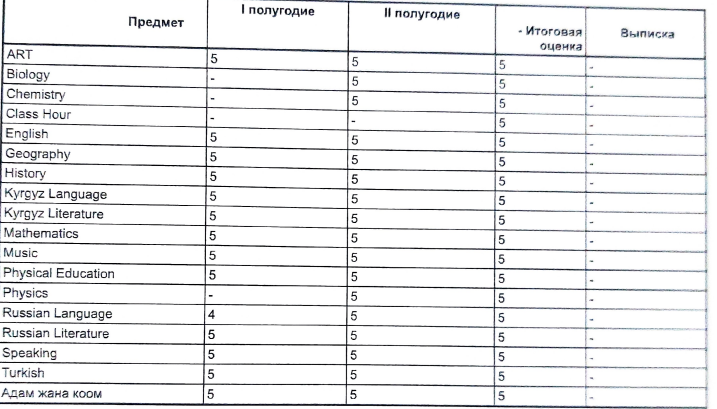 Предмет I полугодие II полугодие - Итоговая оценка Выписка
ART 5 5 5 -
Biology - 5 5 -
Chemistry - 5 5 -
Class Hour - - 5 -
English 5 5 5 -
Geography 5 5 5 -
History 5 5 5 -
Kyrgyz Language 5 5 5 -
Kyrgyz Literature 5 5 5 -
Mathematics 5 5 5 -
Music 5 5 5 -
Physical Education 5 5 5 -
Physics - 5 5 -
Russian Language 4 5 5 -
Russian Literature 5 5 5 -
Speaking 5 5 5 -
Turkish 5 5 5 -
Адам жана коом 5 5 5 -